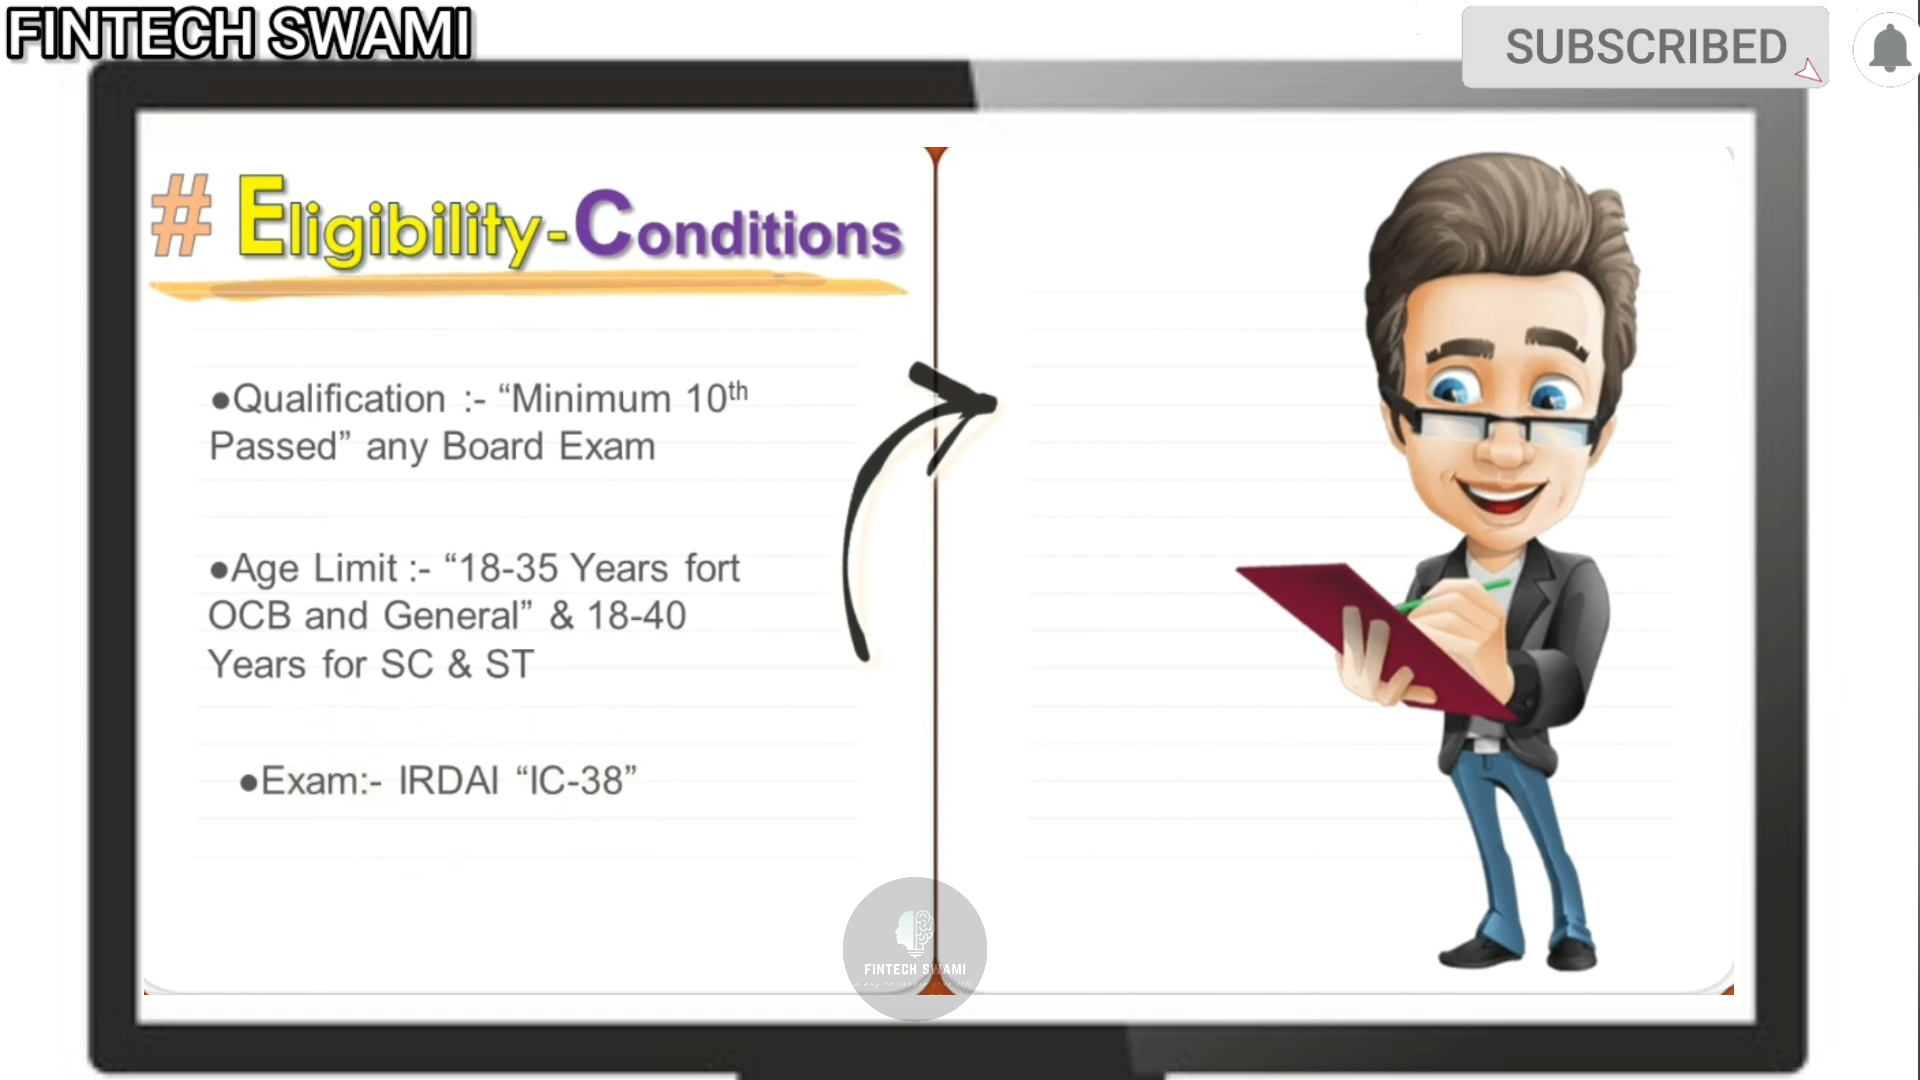 FINTECH SWAMI
SUBSCRIBED
# Eligibility-Conditions
●Qualification :- “Minimum 10th
Passed” any Board Exam
●Age Limit :- “18-35 Years fort
OCB and General” & 18-40
Years for SC & ST
●Exam:- IRDAI “IC-38”
FINTECH SWAMI